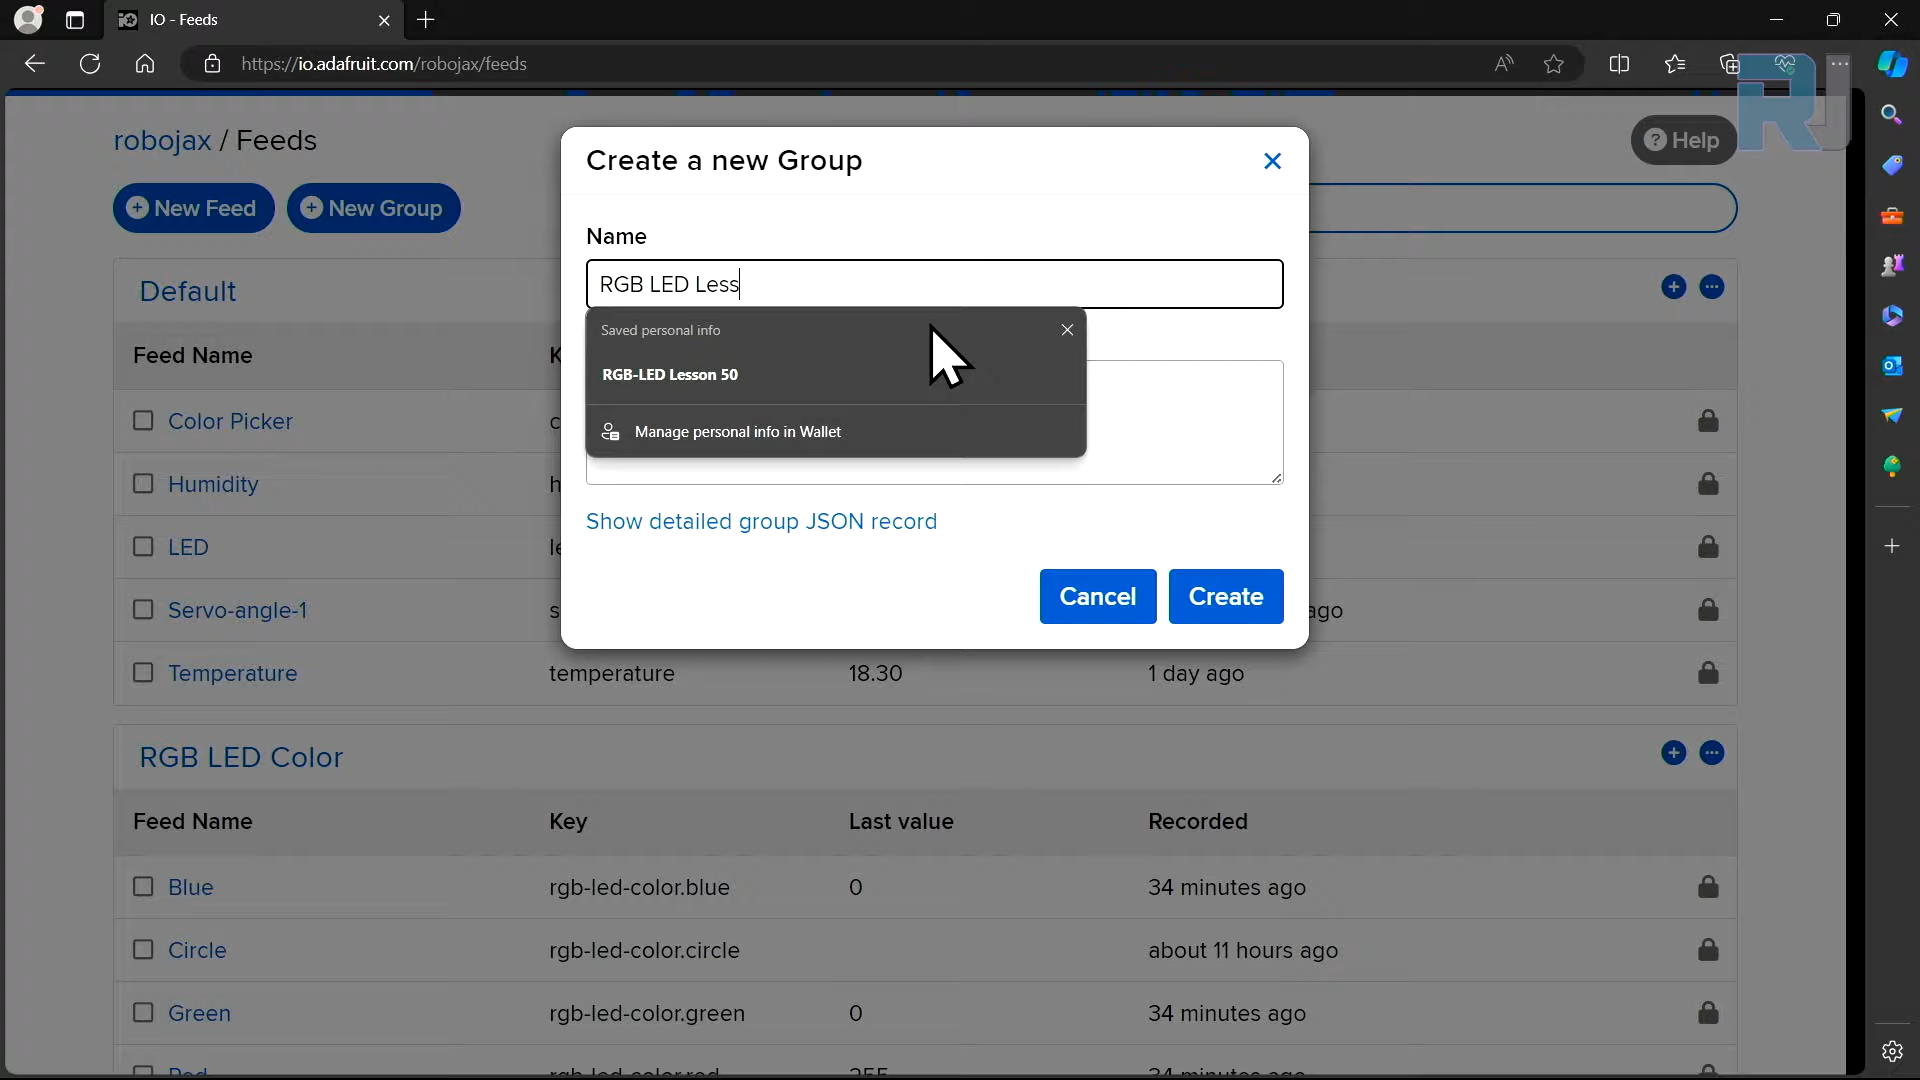 IO - Feeds
https://io.adafruit.com/robojax/feeds
RJ
robojax / Feeds
Help
New Feed
New Group
Create a new Group
Name
RGB LED Less
Saved personal info
RGB-LED Lesson 50
Manage personal info in Wallet
Show detailed group JSON record
Cancel
Create
Default
Feed Name
Color Picker
Humidity
LED
Servo-angle-1 ago
Temperature temperature 18.30 1 day ago
RGB LED Color
Feed Name Key Last value Recorded
Blue rgb-led-color.blue 0 34 minutes ago
Circle rgb-led-color.circle about 11 hours ago
Green rgb-led-color.green 0 34 minutes ago
Red rgb-led-color.red 255 34 minutes ago